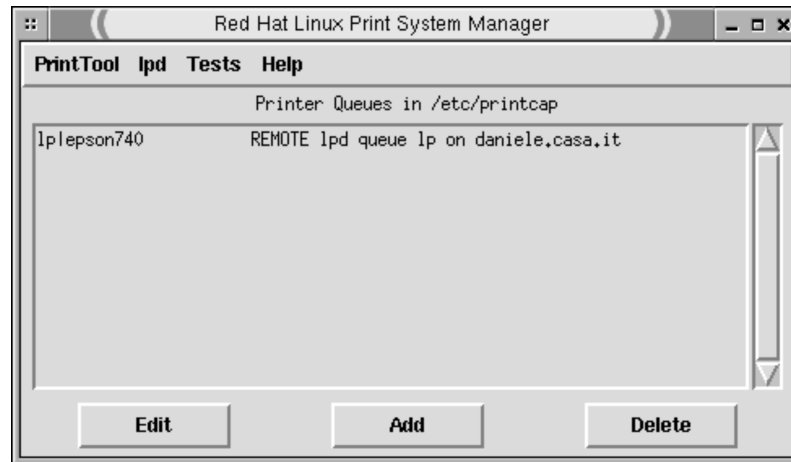 Red Hat Linux Print System Manager
PrintTool lpd Tests Help
Printer Queues in /etc/printcap
lplepson740 REMOTE lpd queue lp on daniele.casa.it
Edit Add Delete